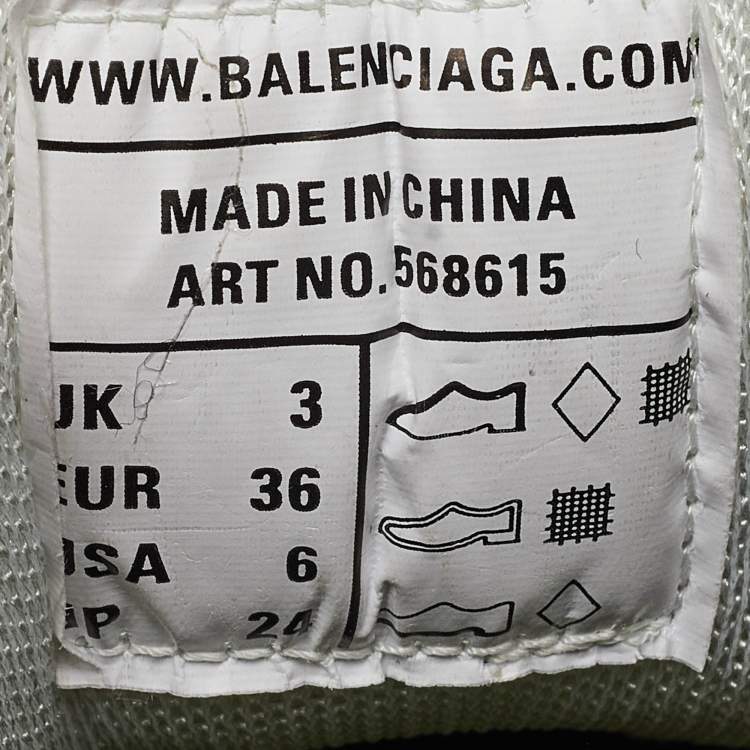 WWW.BALENCIAGA.COM
MADE IN CHINA
ART NO. 568615
UK 3
EUR 36
USA 6
JP 24